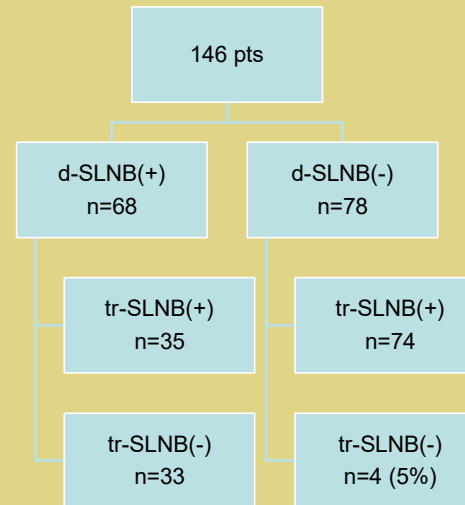 146 pts
d-SLNB(+)
n=68
d-SLNB(-)
n=78
tr-SLNB(+)
n=35
tr-SLNB(+)
n=74
tr-SLNB(-)
n=33
tr-SLNB(-)
n=4 (5%)